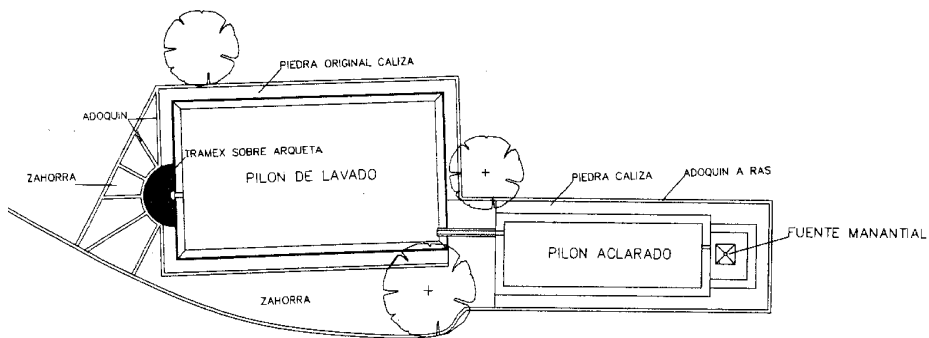 PIEDRA ORIGINAL CALIZA
ADOQUIN
TRAMEX SOBRE ARQUETA
ZAHORRA
PILON DE LAVADO
PIEDRA CALIZA
ADOQUIN A RAS
FUENTE MANANTIAL
PILON ACLARADO
ZAHORRA